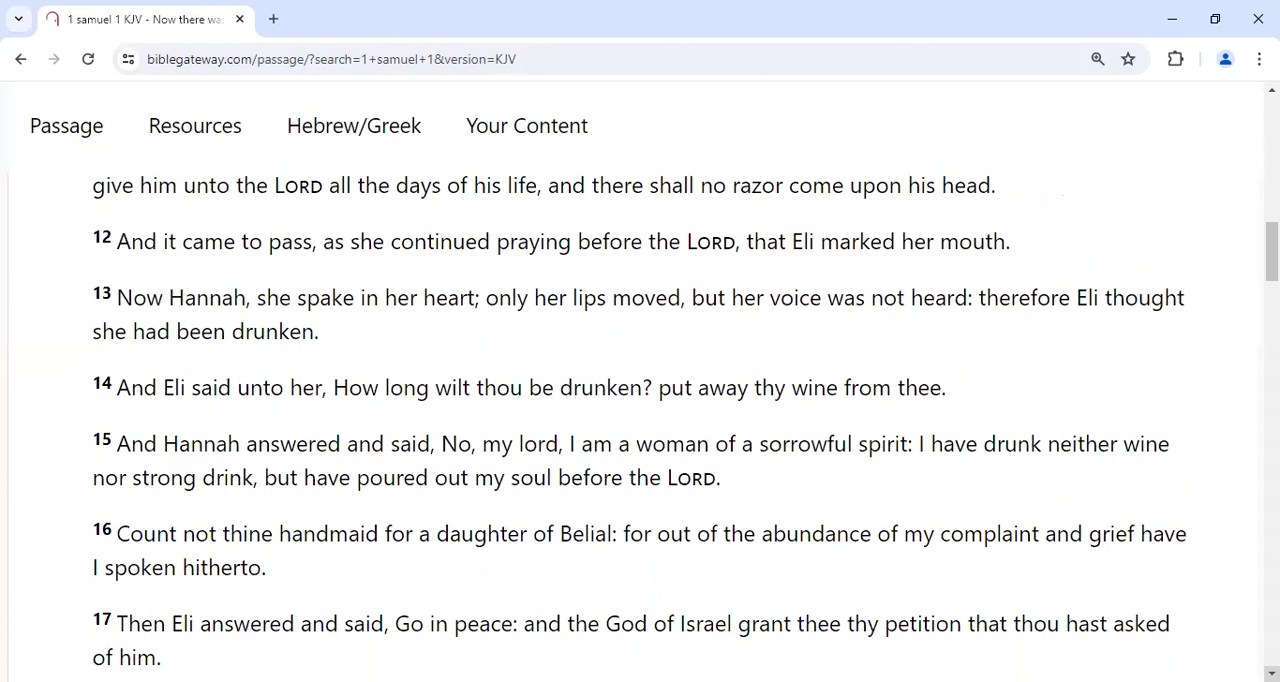 1 samuel 1 KJV - Now there wa
biblegateway.com/passage/?search=1+samuel+1&version=KJV
Passage Resources Hebrew/Greek Your Content
give him unto the LORD all the days of his life, and there shall no razor come upon his head.
12 And it came to pass, as she continued praying before the LORD, that Eli marked her mouth.
13 Now Hannah, she spake in her heart; only her lips moved, but her voice was not heard: therefore Eli thought
she had been drunken.
14 And Eli said unto her, How long wilt thou be drunken? put away thy wine from thee.
15 And Hannah answered and said, No, my lord, I am a woman of a sorrowful spirit: I have drunk neither wine
nor strong drink, but have poured out my soul before the LORD.
16 Count not thine handmaid for a daughter of Belial: for out of the abundance of my complaint and grief have
I spoken hitherto.
17 Then Eli answered and said, Go in peace: and the God of Israel grant thee thy petition that thou hast asked
of him.